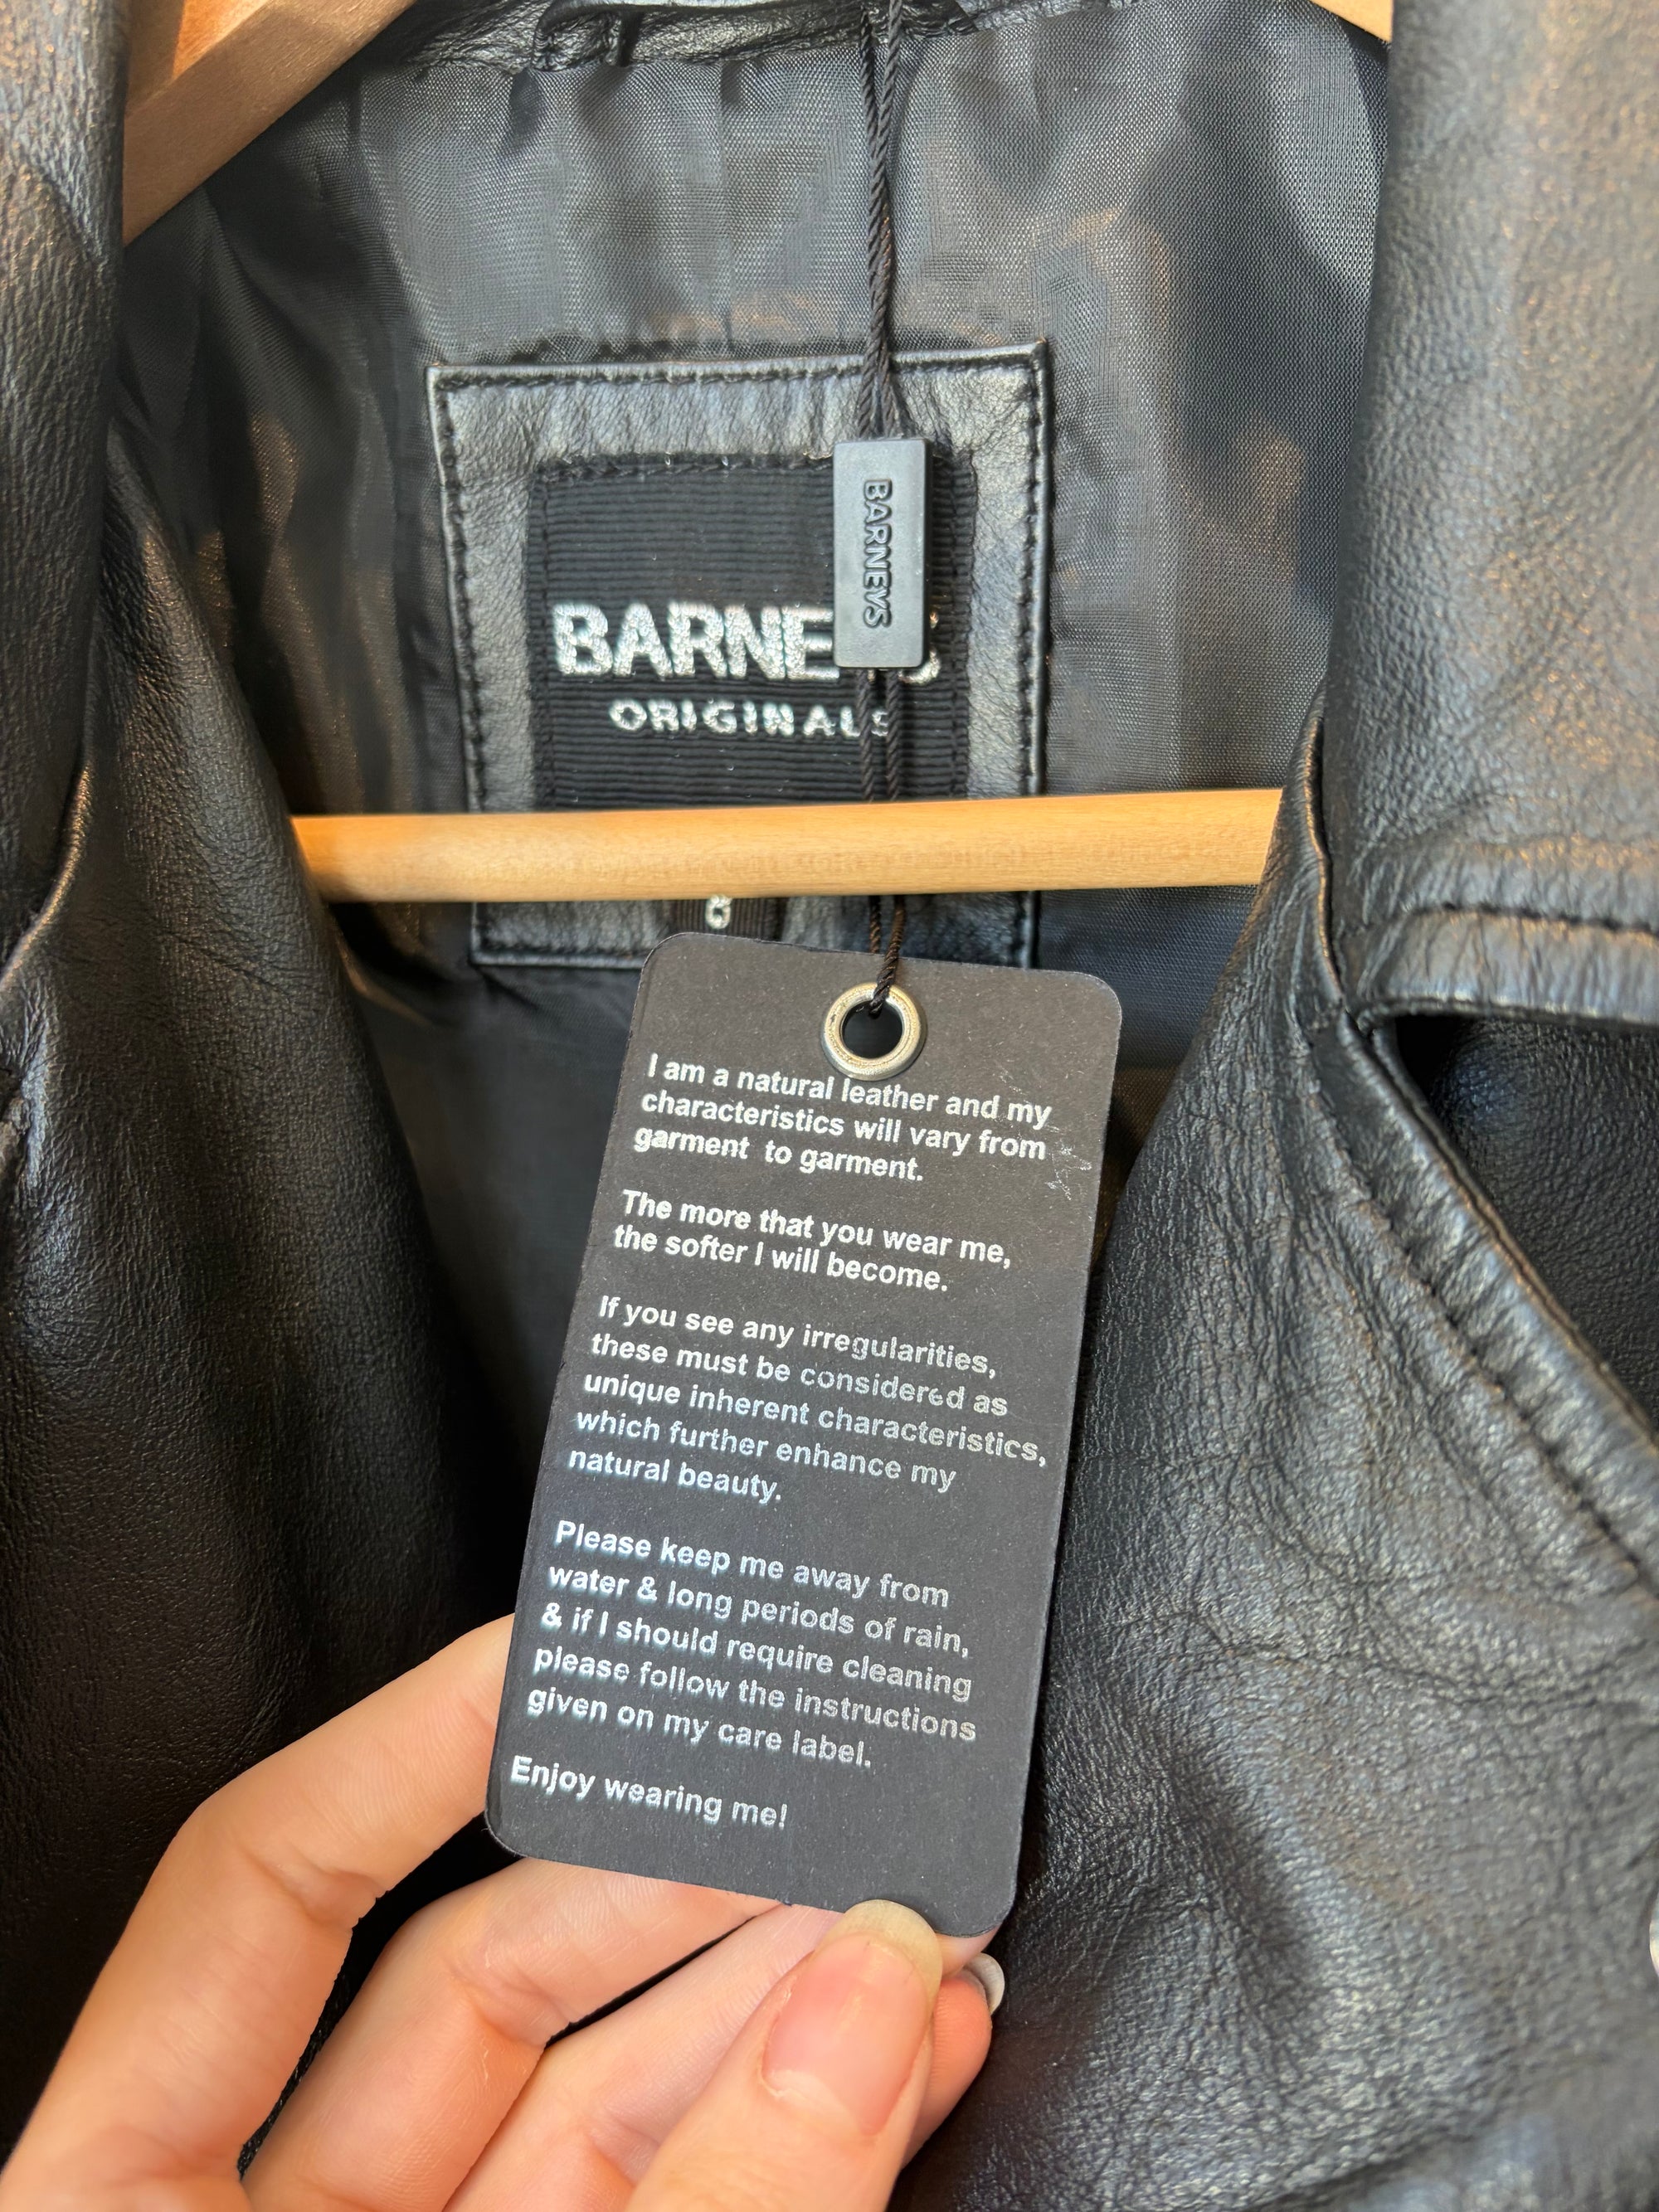 BARNEYS
BARNE S
ORIGINALS
I am a natural leather and my
characteristics will vary from
garment to garment.
The more that you wear me,
the softer I will become.
If you see any irregularities,
these must be considered as
unique inherent characteristics,
which further enhance my
natural beauty.
Please keep me away from
water & long periods of rain,
& if I should require cleaning
please follow the instructions
given on my care label.
Enjoy wearing me!